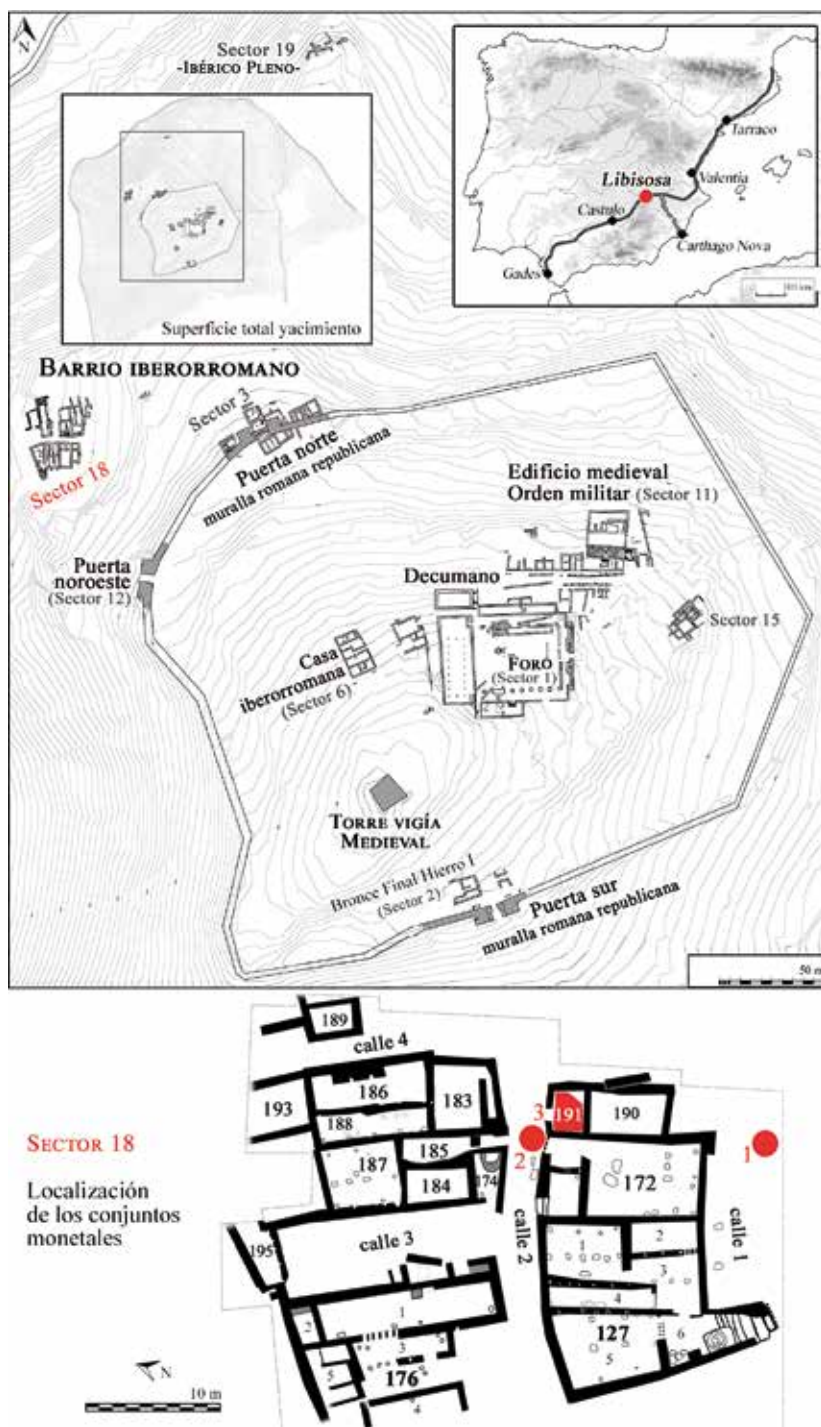 N
Sector 19
-IBÉRICO PLENO-
Superficie total yacimiento
Tarraco
Valentia
Libisosa
Castulo
Carthago Nova
Gades
BARRIO IBERORROMANO
Sector 18
Sector 3
Puerta norte
muralla romana republicana
Puerta
noroeste
(Sector 12)
Edificio medieval
Orden militar (Sector 11)
Decumano
Sector 15
FORO
(Sector 1)
Casa
iberorromana
(Sector 6)
TORRE VIGÍA
MEDIEVAL
Bronce Final Hierro I
(Sector 2)
Puerta sur
muralla romana republicana
50 m
SECTOR 18
Localización
de los conjuntos
monetales
189
calle 4
186
193
188
183
187
185
184
174
195
calle 3
1
2
3
5
176
4
calle 2
3
191
190
2
1
172
calle 1
1
2
3
4
127
5
6
N
10 m